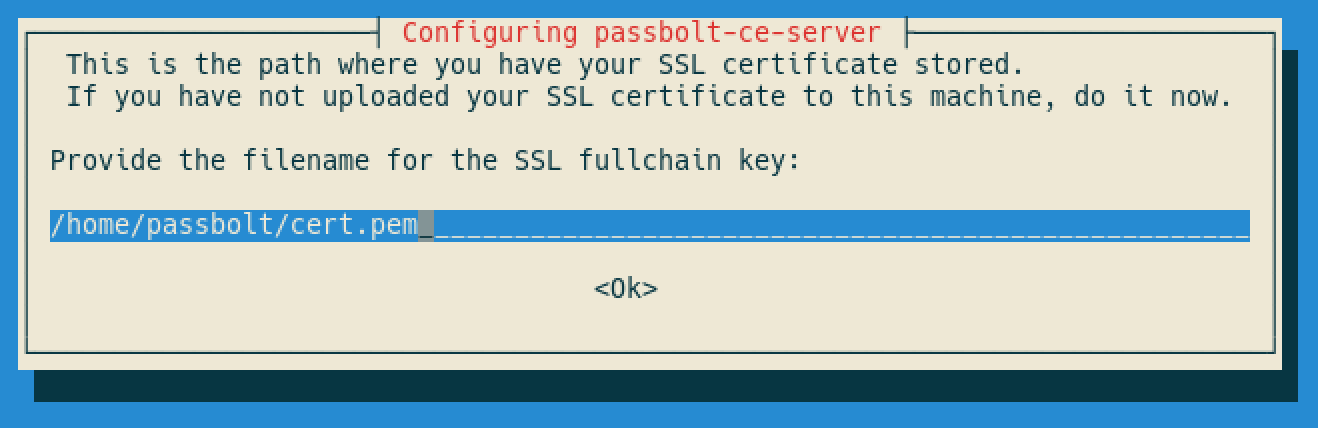 Configuring passbolt-ce-server
This is the path where you have your SSL certificate stored.
If you have not uploaded your SSL certificate to this machine, do it now.
Provide the filename for the SSL fullchain key:
/home/passbolt/cert.pem___________________________________________________
<Ok>